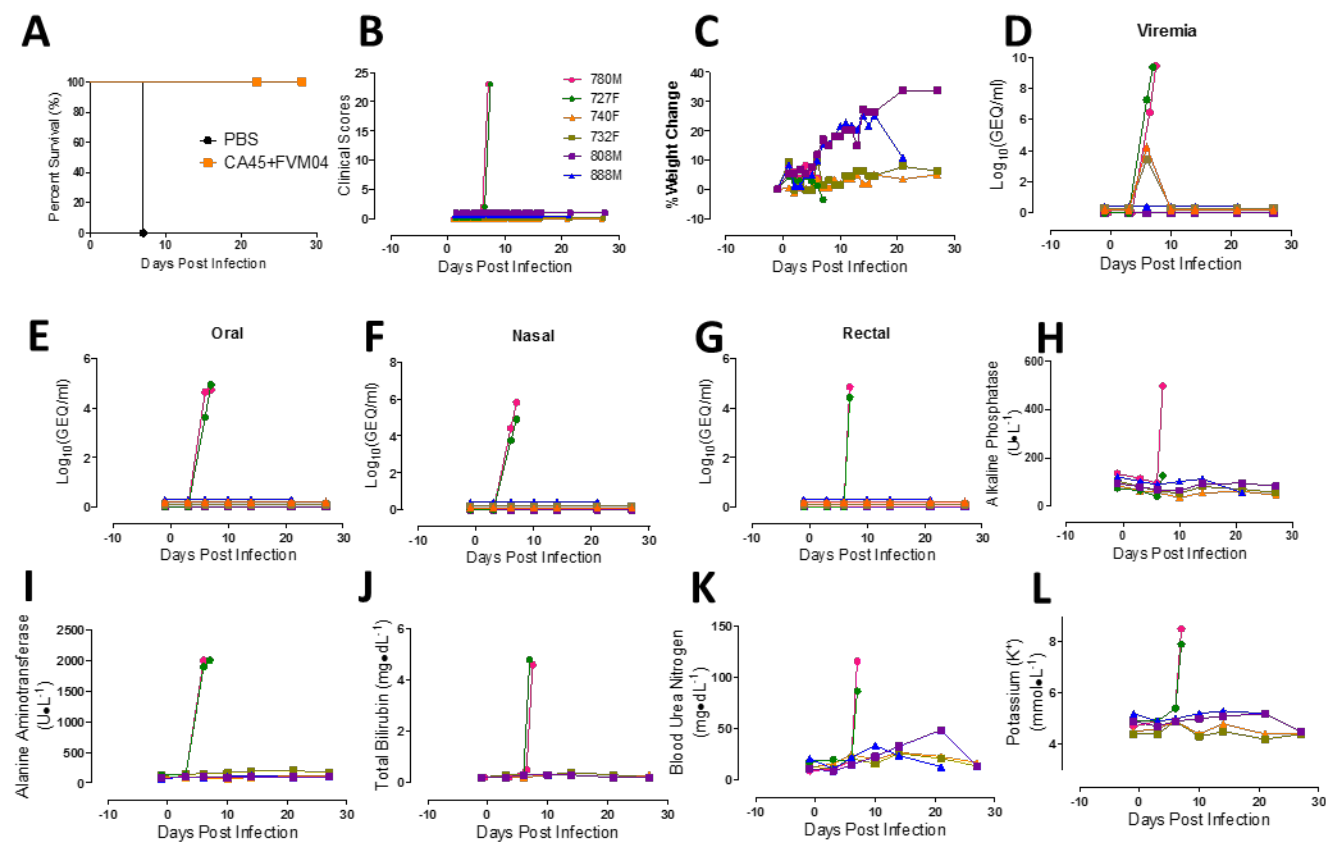 A
Percent Survival (%)
100
80
60
40
20
0
0 10 20 30
Days Post Infection
PBS
CA45+FVM04
B
Clinical Scores
25
20
15
10
5
0
-10 0 10 20 30
Days Post Infection
780M
727F
740F
732F
808M
888M
C
% Weight Change
40
30
20
10
0
-10
-10 0 10 20 30
Days Post Infection
D
Viremia
Log10(GEQ/ml)
10
8
6
4
2
0
-10 0 10 20 30
Days Post Infection
E
Oral
Log10(GEQ/ml)
6
4
2
0
-10 0 10 20 30
Days Post Infection
F
Nasal
Log10(GEQ/ml)
8
6
4
2
0
-10 0 10 20 30
Days Post Infection
G
Rectal
Log10(GEQ/ml)
6
4
2
0
-10 0 10 20 30
Days Post Infection
H
Alkaline Phosphatase
(U●L-1)
600
400
200
0
-10 0 10 20 30
Days Post Infection
I
Alanine Aminotransferase
(U●L-1)
2500
2000
1500
1000
500
0
-10 0 10 20 30
Days Post Infection
J
Total Bilirubin (mg●dL-1)
6
4
2
0
-10 0 10 20 30
Days Post Infection
K
Blood Urea Nitrogen
(mg●dL-1)
150
100
50
0
-10 0 10 20 30
Days Post Infection
L
Potassium (K+)
(mmol●L-1)
8
6
4
-10 0 10 20 30
Days Post Infection